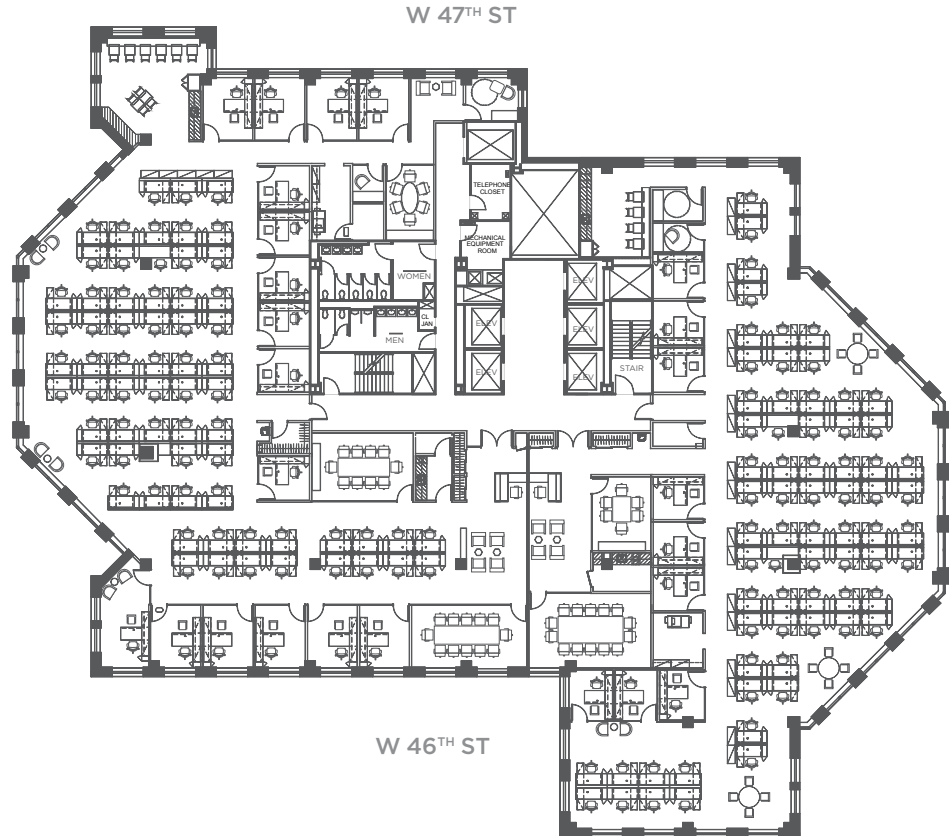 W 47TH ST
TELEPHONE
CLOSET
MECHANICAL
EQUIPMENT
ROOM
WOMEN
ELEV
CL
JAN
ELEV
ELEV
MEN
STAIR
ELEV
ELEV
W 46TH ST